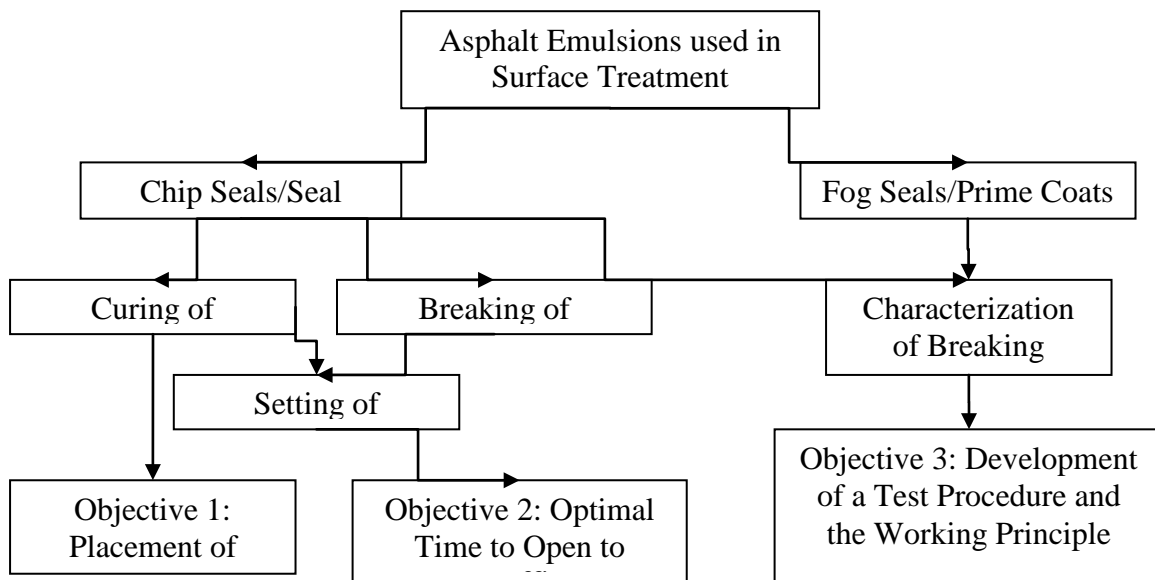 Asphalt Emulsions used in
Surface Treatment
Chip Seals/Seal
Fog Seals/Prime Coats
Curing of
Breaking of
Characterization
of Breaking
Setting of
Objective 1:
Placement of
Objective 2: Optimal
Time to Open to
Objective 3: Development
of a Test Procedure and
the Working Principle